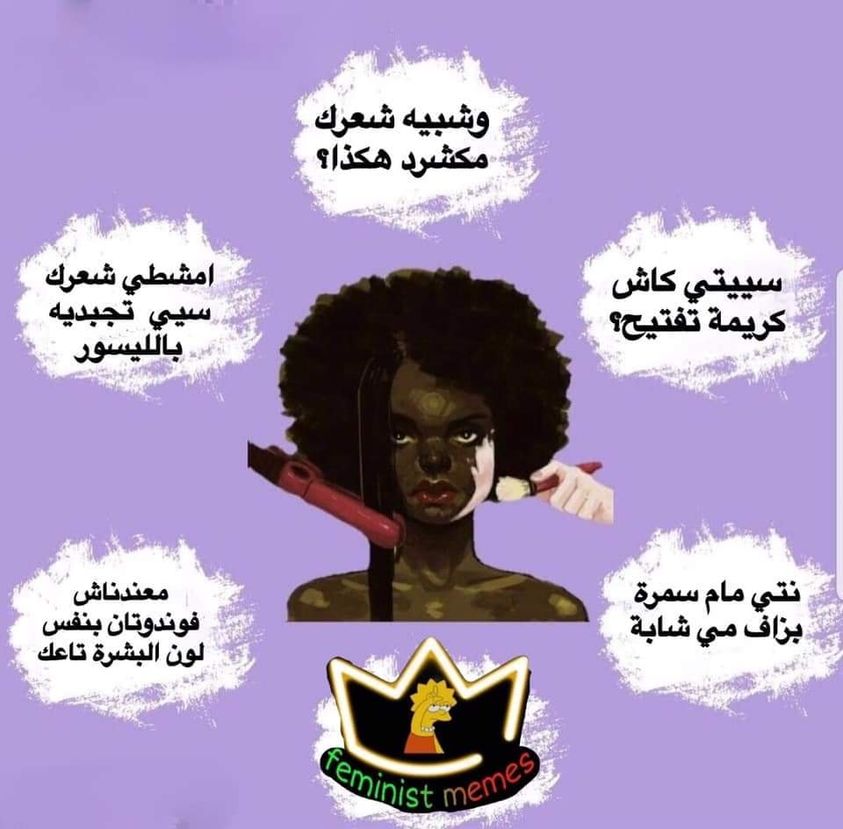 وشبيه شعرك
مكشرد هكذا؟
سييتي كاش
كريمة تفتيح؟
امشطي شعرك
سيي تجبديه
بالليسور
نتي مام سمرة
بزاف مي شابة
معندناش
فوندوتان بنفس
لون البشرة تاعك
feminist memes